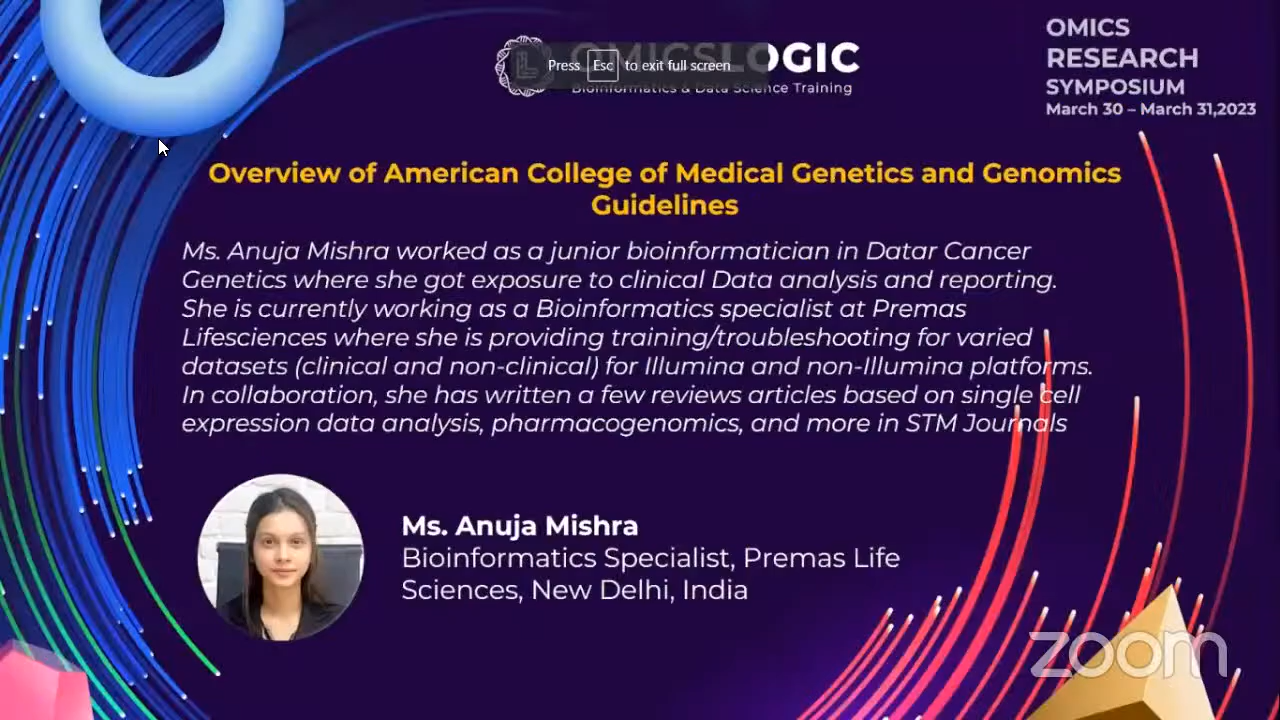 OMICSLOGIC
Press Esc to exit full screen
Bioinformatics & Data Science Training
OMICS
RESEARCH
SYMPOSIUM
March 30 – March 31,2023
Overview of American College of Medical Genetics and Genomics
Guidelines
Ms. Anuja Mishra worked as a junior bioinformatician in Datar Cancer
Genetics where she got exposure to clinical Data analysis and reporting.
She is currently working as a Bioinformatics specialist at Premas
Lifesciences where she is providing training/troubleshooting for varied
datasets (clinical and non-clinical) for Illumina and non-Illumina platforms.
In collaboration, she has written a few reviews articles based on single cell
expression data analysis, pharmacogenomics, and more in STM Journals
Ms. Anuja Mishra
Bioinformatics Specialist, Premas Life
Sciences, New Delhi, India
zoom